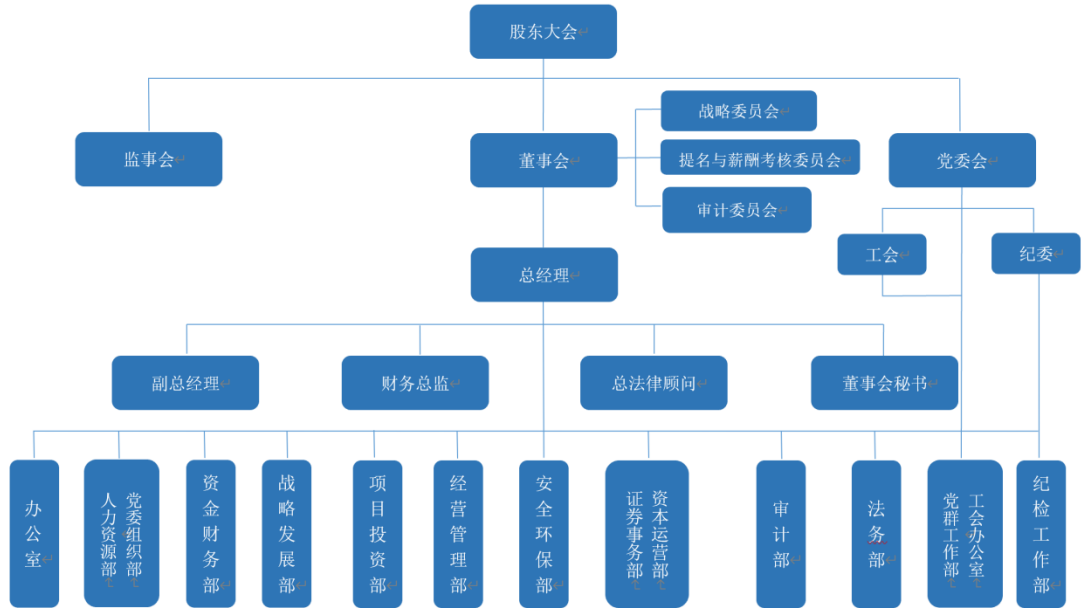 股东大会
监事会
董事会
战略委员会
提名与薪酬考核委员会
审计委员会
党委会
工会
纪委
总经理
副总经理
财务总监
总法律顾问
董事会秘书
办公室
党委组织部
人力资源部
资金财务部
战略发展部
项目投资部
经营管理部
安全环保部
资本运营部
证券事务部
审计部
法务部
工会办公室
党群工作部
纪检工作部